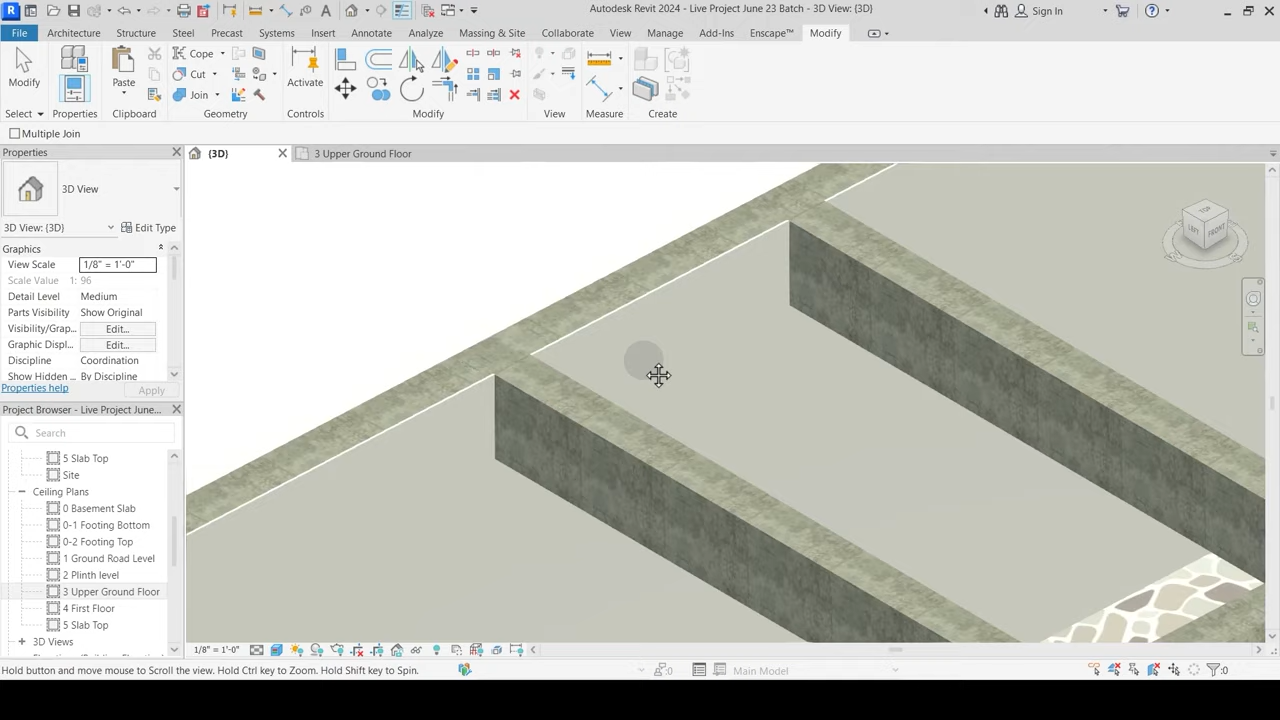 Autodesk Revit 2024 - Live Project June 23 Batch - 3D View: {3D}
Sign In
File Architecture Structure Steel Precast Systems Insert Annotate Analyze Massing & Site Collaborate View Manage Add-Ins Enscape™ Modify
Modify Paste Cope Activate
Cut
Join
Select Properties Clipboard Geometry Controls Modify View Measure Create
Multiple Join
Properties
{3D}
3 Upper Ground Floor
3D View
3D View: {3D} Edit Type
Graphics
View Scale 1/8" = 1'-0"
Scale Value 1: 96
Detail Level Medium
Parts Visibility Show Original
Visibility/Grap... Edit...
Graphic Displ... Edit...
Discipline Coordination
Show Hidden ... By Discipline
Properties help Apply
Project Browser - Live Project June...
Search
5 Slab Top
Site
Ceiling Plans
0 Basement Slab
0-1 Footing Bottom
0-2 Footing Top
1 Ground Road Level
2 Plinth level
3 Upper Ground Floor
4 First Floor
5 Slab Top
3D Views
TOP
LEFT
FRONT
1/8" = 1'-0"
Hold button and move mouse to Scroll the view. Hold Ctrl key to Zoom. Hold Shift key to Spin.
:0
Main Model
:0